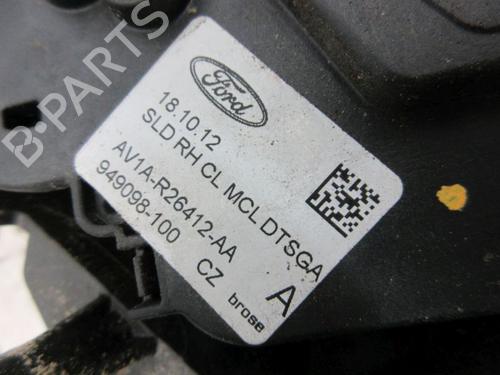 B-PARTS
Ford
18.10.12
SLD RH CL MCL DTSGA
AV1A-R26412-AA
949098-100 CZ
A
brose